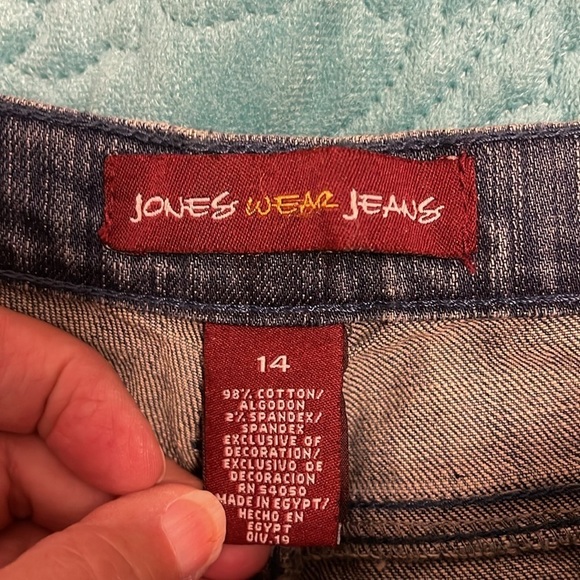 JONES WEAR JEANS
14
98% COTTON/
ALGODON
2% SPANDEX/
SPANDEX
EXCLUSIVE OF
DECORATION/
EXCLUSIVO DE
DECORACION
RN 54050
MADE IN EGYPT/
HECHO EN
EGYPT
OIV.19